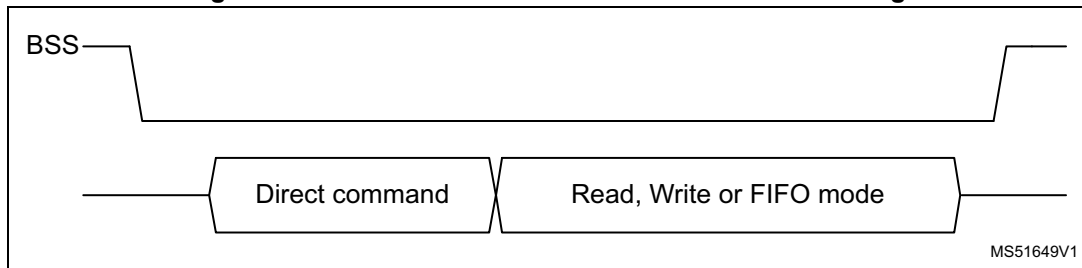 BSS
Direct command
Read, Write or FIFO mode
MS51649V1